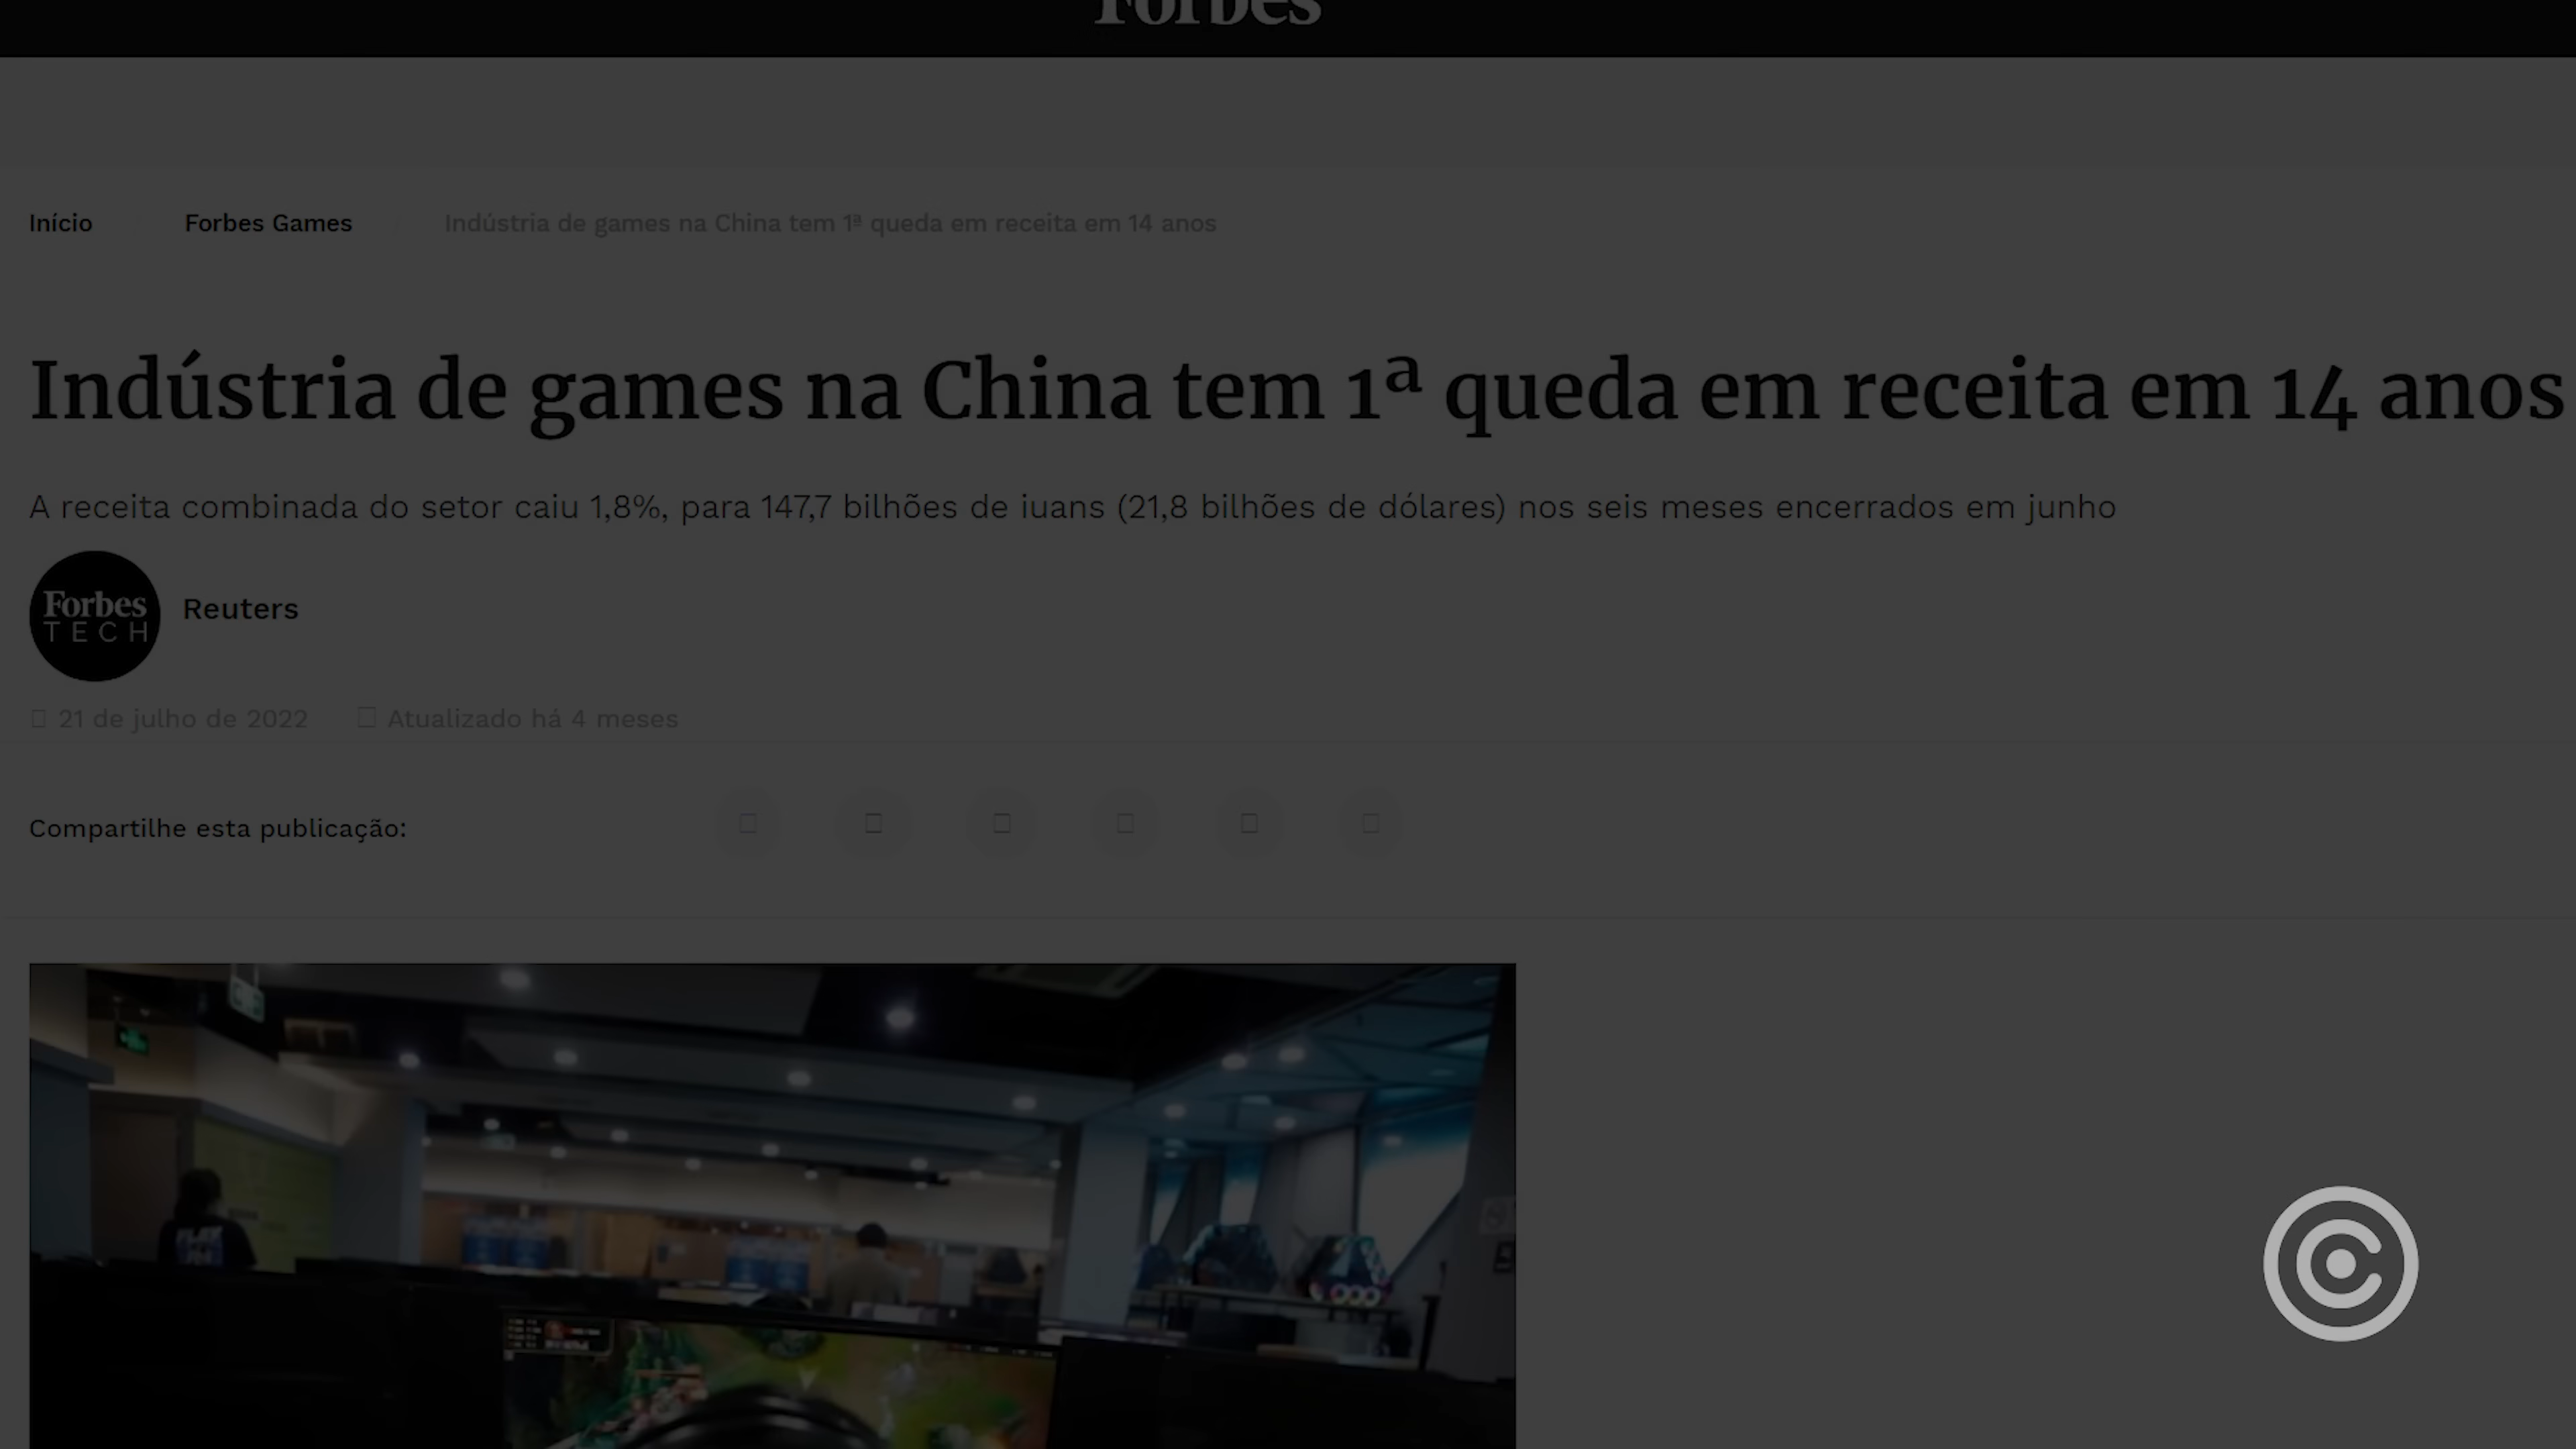 Forbes
Início
Forbes Games
Indústria de games na China tem 1ª queda em receita em 14 anos
Indústria de games na China tem 1ª queda em receita em 14 anos
A receita combinada do setor caiu 1,8%, para 147,7 bilhões de iuans (21,8 bilhões de dólares) nos seis meses encerrados em junho
Forbes
TECH
Reuters
21 de julho de 2022
Atualizado há 4 meses
Compartilhe esta publicação: